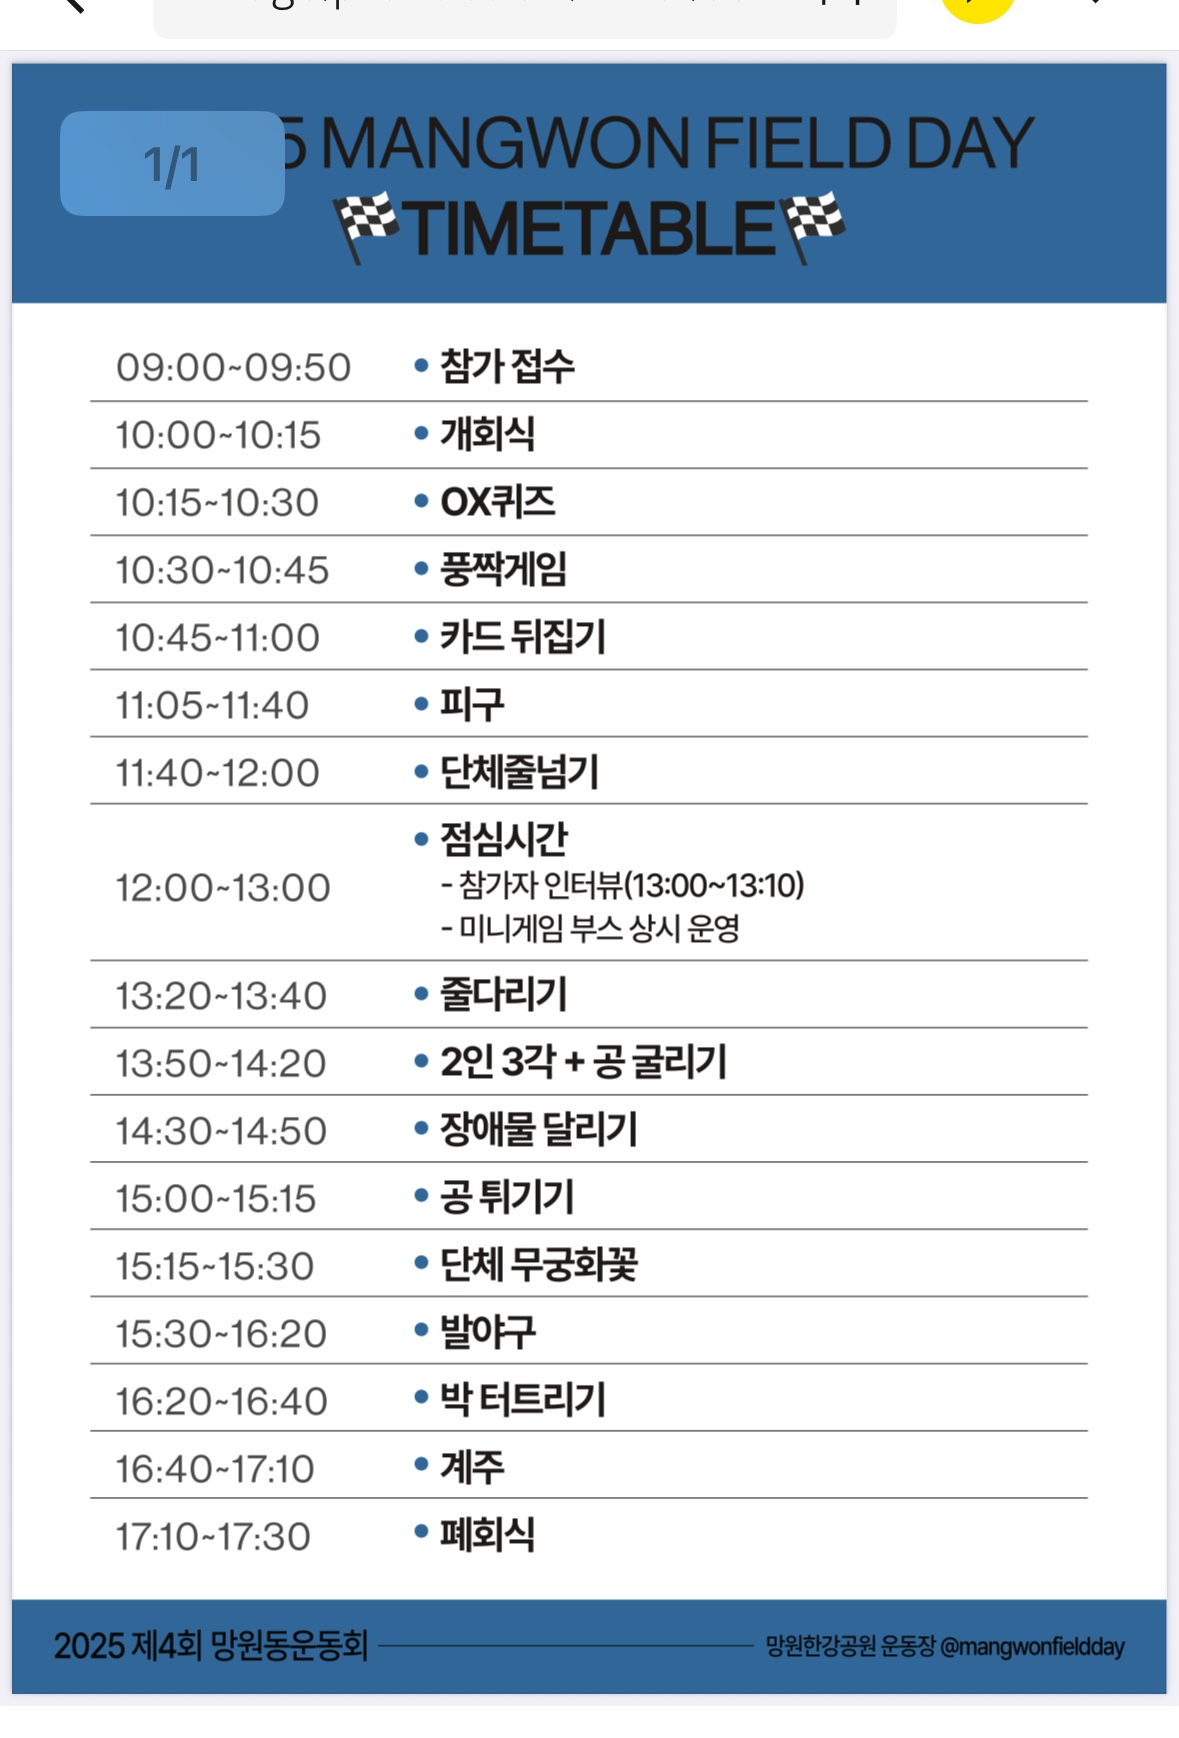 1/1
5 MANGWON FIELD DAY
TIMETABLE
09:00~09:50 • 참가 접수
10:00~10:15 • 개회식
10:15~10:30 • OX퀴즈
10:30~10:45 • 풍짝게임
10:45~11:00 • 카드 뒤집기
11:05~11:40 • 피구
11:40~12:00 • 단체줄넘기
12:00~13:00 • 점심시간
- 참가자 인터뷰(13:00~13:10)
- 미니게임 부스 상시 운영
13:20~13:40 • 줄다리기
13:50~14:20 • 2인 3각 + 공 굴리기
14:30~14:50 • 장애물 달리기
15:00~15:15 • 공 튀기기
15:15~15:30 • 단체 무궁화꽃
15:30~16:20 • 발야구
16:20~16:40 • 박 터트리기
16:40~17:10 • 계주
17:10~17:30 • 폐회식
2025 제4회 망원동운동회
망원한강공원 운동장 @mangwonfieldday